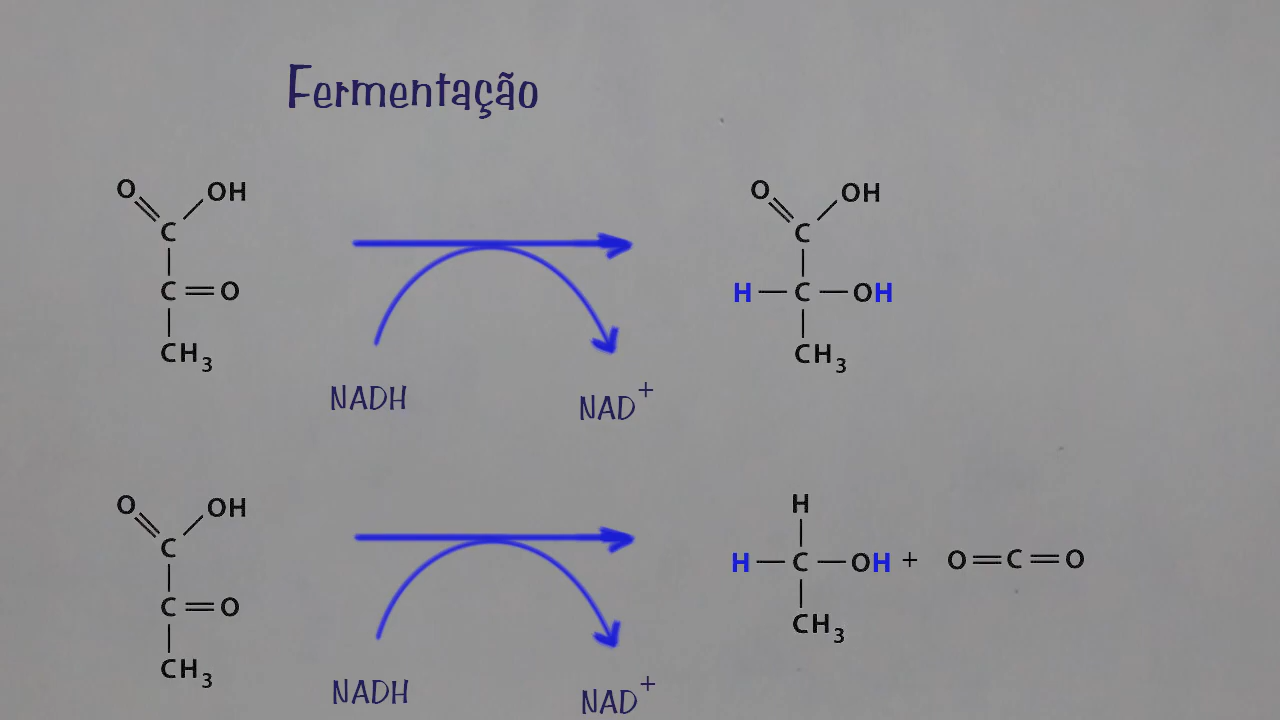 Fermentação
O OH O OH
C C
C = O H — C — OH
CH3 CH3
NADH NAD+
O OH H
C H — C — OH + O = C = O
C = O CH3
CH3
NADH NAD+